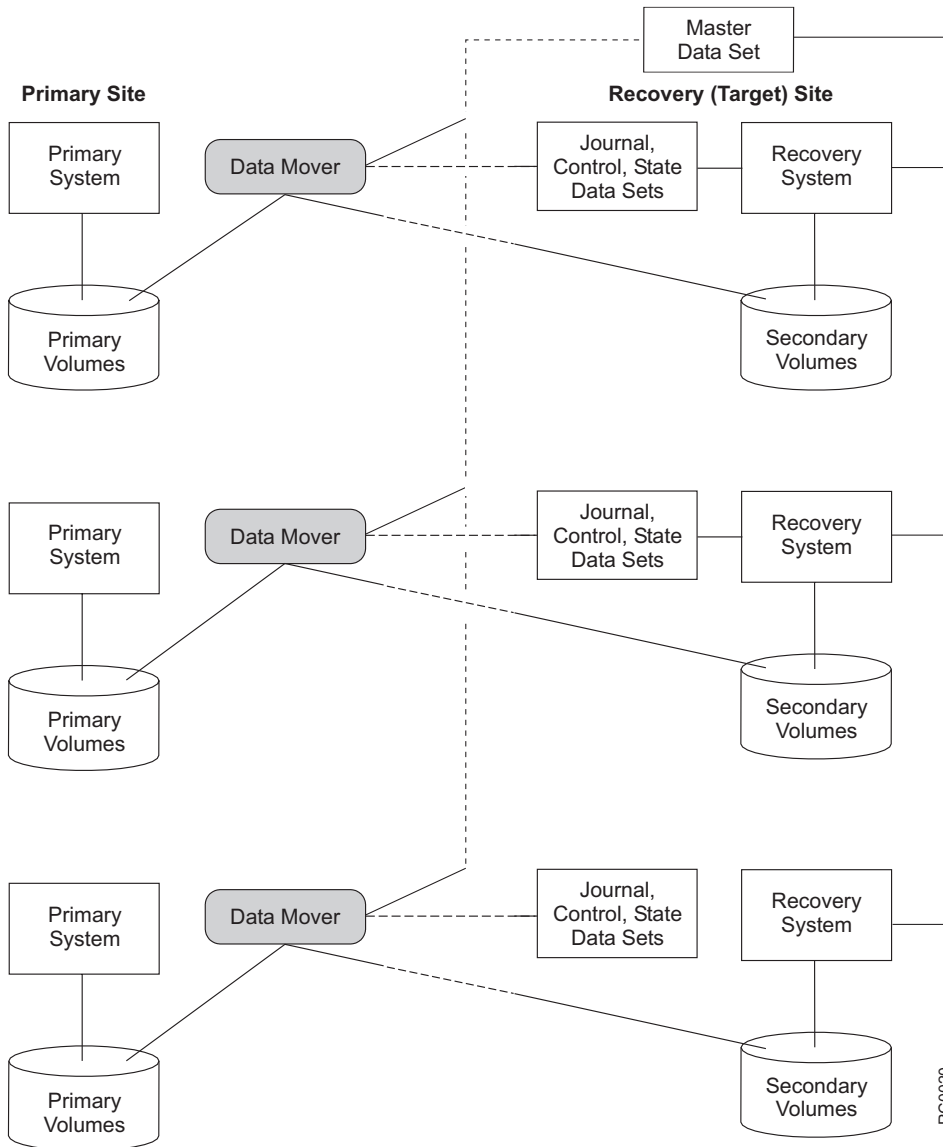 Master
Data Set
Primary Site
Recovery (Target) Site
Primary
System
Data Mover
Journal,
Control, State
Data Sets
Recovery
System
Primary
Volumes
Secondary
Volumes
Primary
System
Data Mover
Journal,
Control, State
Data Sets
Recovery
System
Primary
Volumes
Secondary
Volumes
Primary
System
Data Mover
Journal,
Control, State
Data Sets
Recovery
System
Primary
Volumes
Secondary
Volumes